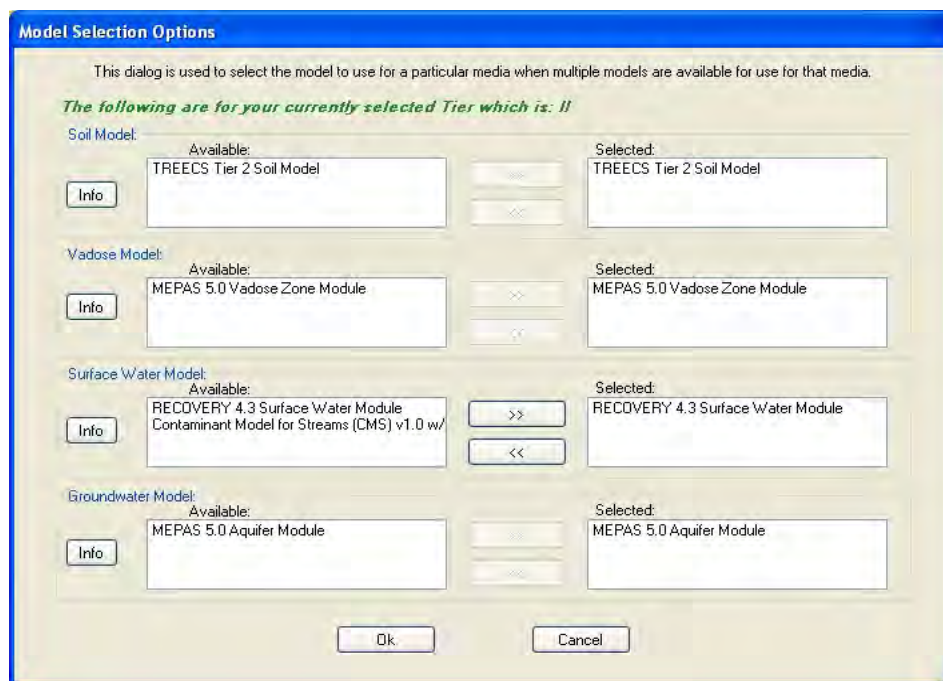 Model Selection Options
This dialog is used to select the model to use for a particular media when multiple models are available for use for that media.
The following are for your currently selected Tier which is: II
Soil Model:
Available:
Selected:
Info
TREECS Tier 2 Soil Model
>>
<<
TREECS Tier 2 Soil Model
Vadose Model:
Available:
Selected:
Info
MEPAS 5.0 Vadose Zone Module
>>
<<
MEPAS 5.0 Vadose Zone Module
Surface Water Model:
Available:
Selected:
Info
RECOVERY 4.3 Surface Water Module
Contaminant Model for Streams (CMS) v1.0 w/
>>
<<
RECOVERY 4.3 Surface Water Module
Groundwater Model:
Available:
Selected:
Info
MEPAS 5.0 Aquifer Module
>>
<<
MEPAS 5.0 Aquifer Module
Ok
Cancel